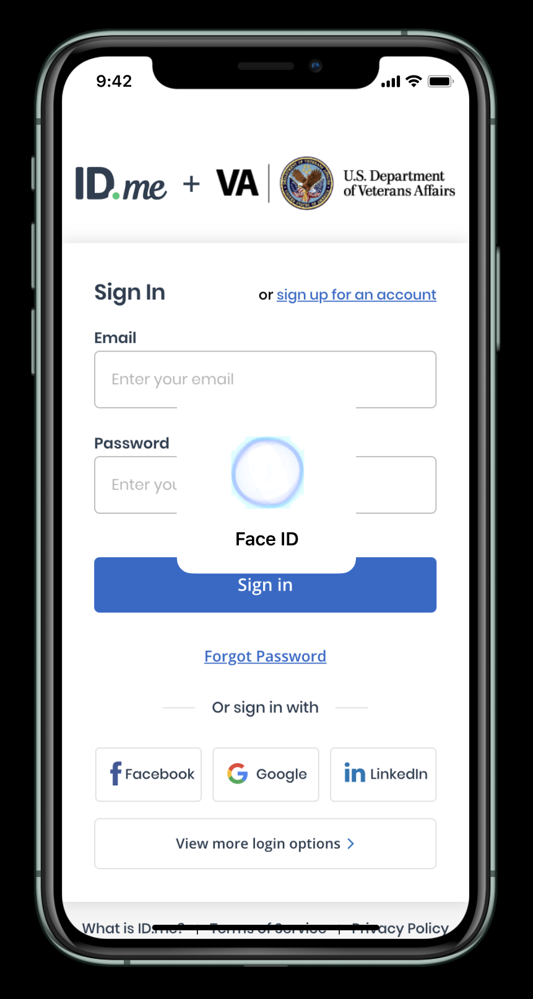 9:42
ID.me + VA U.S. Department
of Veterans Affairs
Sign In or sign up for an account
Email
Enter your email
Password
Enter you
Face ID
Sign in
Forgot Password
Or sign in with
Facebook Google LinkedIn
View more login options >
What is ID.me? | Terms of Service | Privacy Policy